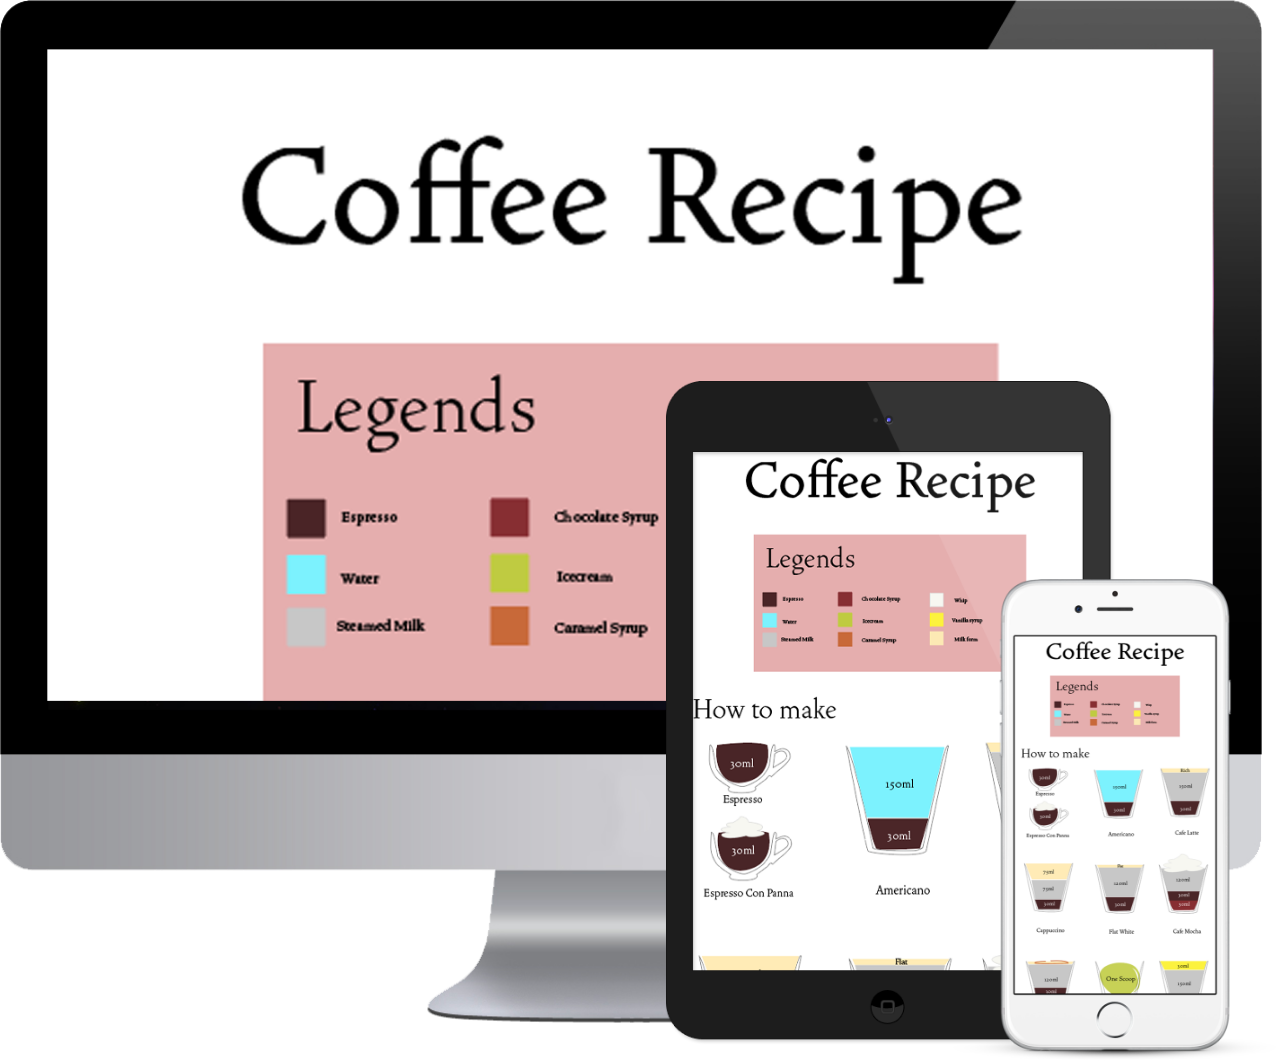 Coffee Recipe
Legends
Espresso
Chocolate Syrup
Water
Icecream
Steamed Milk
Caramel Syrup
Coffee Recipe
Legends
Espresso
Chocolate Syrup
Whip
Water
Icecream
Vanilla syrup
Steamed Milk
Caramel Syrup
Milk foam
How to make
30ml
150ml
Espresso
30ml
30ml
Espresso Con Panna
Americano
Flat
Coffee Recipe
Legends
How to make
30ml
150ml
Rich
150ml
Espresso
30ml
30ml
30ml
Espresso Con Panna
Americano
Cafe Latte
75ml
Flat
75ml
120ml
120ml
30ml
30ml
30ml
30ml
Cappuccino
Flat White
Cafe Mocha
One Scoop
30ml
120ml
150ml
30ml